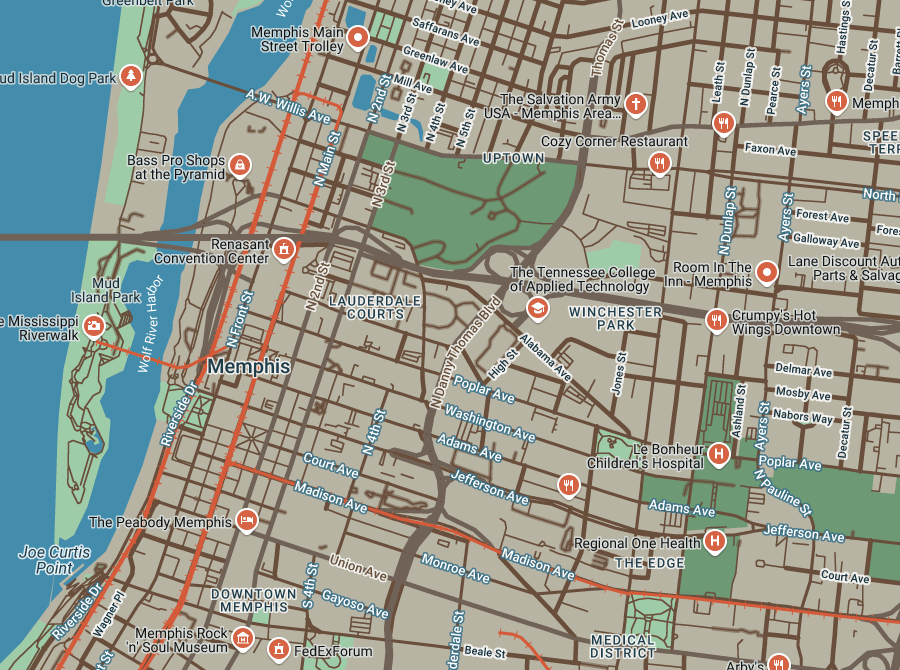 Greenbelt Park
Looney Ave
Saffarans Ave
Thomas St
Hastings S
Memphis Main
Street Trolley
Greenlaw Ave
Decatur St
Leath St
N Dunlap St
Pearce St
Ayers St
ud Island Dog Park
Mill Ave
N 2nd St
A.W. Willis Ave
N 3rd St
N 4th St
N 5th St
The Salvation Army
USA - Memphis Area...
Memph
Cozy Corner Restaurant
SPEE
TERR
N Main St
UPTOWN
Faxon Ave
Bass Pro Shops
at the Pyramid
N 3rd St
North
N Dunlap St
Ayers St
Forest Ave
Fores
Galloway Ave
Renasant
Convention Center
Lane Discount Aut
Parts & Salvag
Room In The
Inn- Memphis
The Tennessee College
of Applied Technology
Mud
Island Park
N 2nd St
LAUDERDALE
COURTS
WINCHESTER
PARK
Crumpy's Hot
Wings Downtown
e Mississippi
Riverwalk
Wolf River Harbor
N Front St
N Danny Thomas Blvd
Alabama Ave
High St
Memphis
Jones St
Delmar Ave
Poplar Ave
Mosby Ave
Ashland St
Riverside Dr
Washington Ave
Nabors Way
N 4th St
Ayers St
Decatur St
Adams Ave
Le Bonheur
Children's Hospital
Court Ave
Poplar Ave
Jefferson Ave
N Pauline St
Madison Ave
Adams Ave
The Peabody Memphis
Jefferson Ave
Regional One Health
Joe Curtis
Point
Madison Ave
THE EDGE
Union Ave
Monroe Ave
Court Ave
S 4th St
DOWNTOWN
MEMPHIS
Gayoso Ave
Riverside Dr
Wagner Pl
Memphis Rock
'n' Soul Museum
FedExForum
derdale St
Beale St
MEDICAL
DISTRICT
Arby's